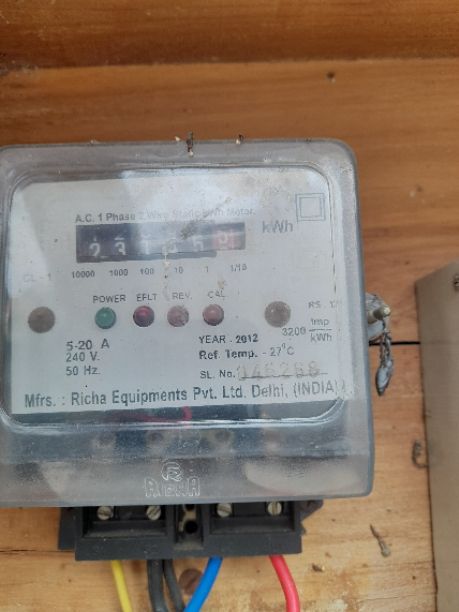 A.C. 1 Phase 2 Wire Static kWh Meter.
kWh
CL - 1
10000 1000 100 10 1 1/10
POWER EFLT REV. CAL
5-20 A
240 V.
50 Hz.
YEAR - 2012
Ref. Temp. - 27°C
3200 imp
kWh
SL. No.
Mfrs. : Richa Equipments Pvt. Ltd. Delhi, (INDIA)